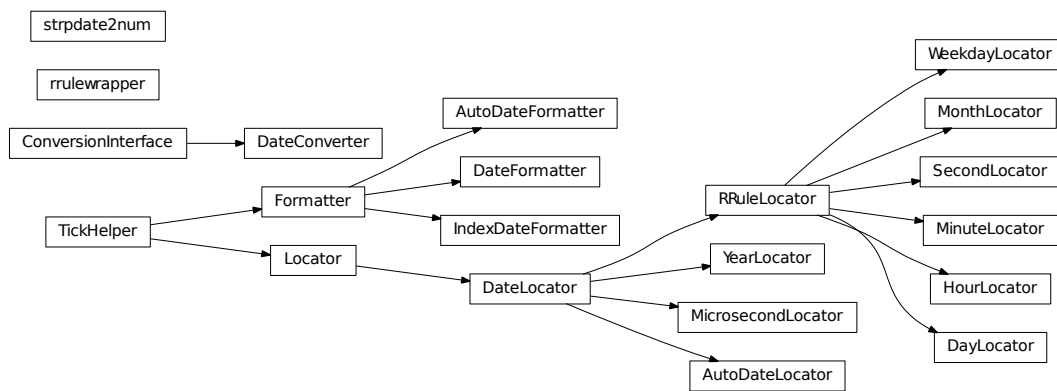 strpdate2num
rrulewrapper
ConversionInterface
DateConverter
TickHelper
Formatter
Locator
AutoDateFormatter
DateFormatter
IndexDateFormatter
DateLocator
RRuleLocator
YearLocator
MicrosecondLocator
AutoDateLocator
WeekdayLocator
MonthLocator
SecondLocator
MinuteLocator
HourLocator
DayLocator